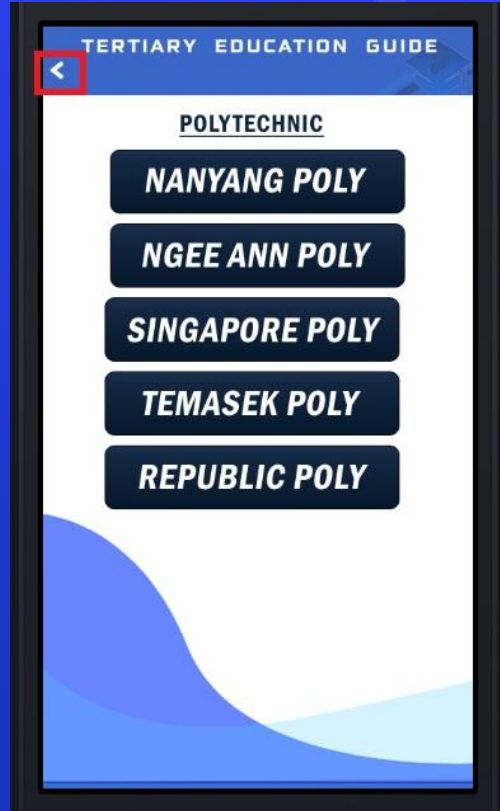 TERTIARY EDUCATION GUIDE
POLYTECHNIC
NANYANG POLY
NGEE ANN POLY
SINGAPORE POLY
TEMASEK POLY
REPUBLIC POLY